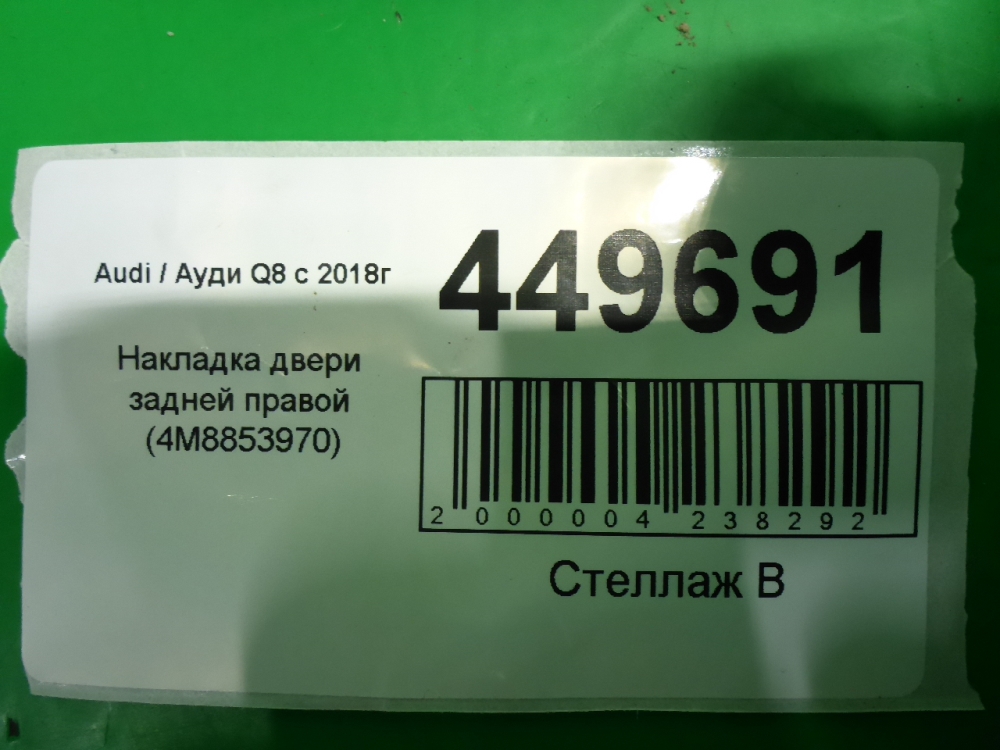 Audi / Ауди Q8 с 2018г
Накладка двери
задней правой
(4M8853970)
449691
2 000004 238292
Стеллаж В